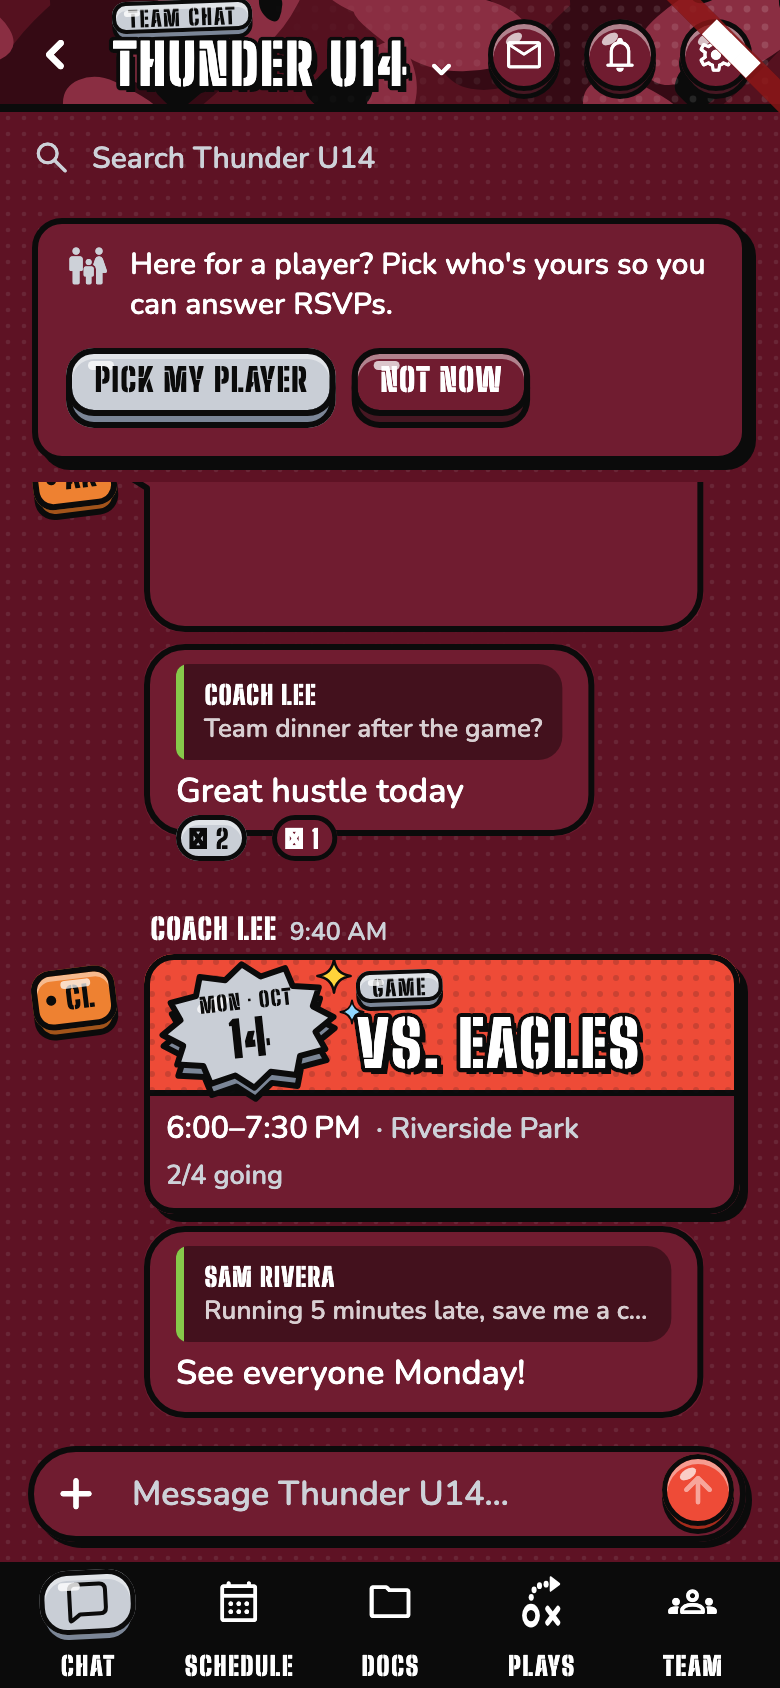 TEAM CHAT
THUNDER U14
Search Thunder U14
Here for a player? Pick who's yours so you
can answer RSVPs.
PICK MY PLAYER
NOT NOW
COACH LEE
Team dinner after the game?
Great hustle today
2
1
COACH LEE 9:40 AM
• CL
MON · OCT
14
GAME
VS. EAGLES
6:00–7:30 PM · Riverside Park
2/4 going
SAM RIVERA
Running 5 minutes late, save me a c...
See everyone Monday!
Message Thunder U14...
CHAT
SCHEDULE
DOCS
PLAYS
TEAM